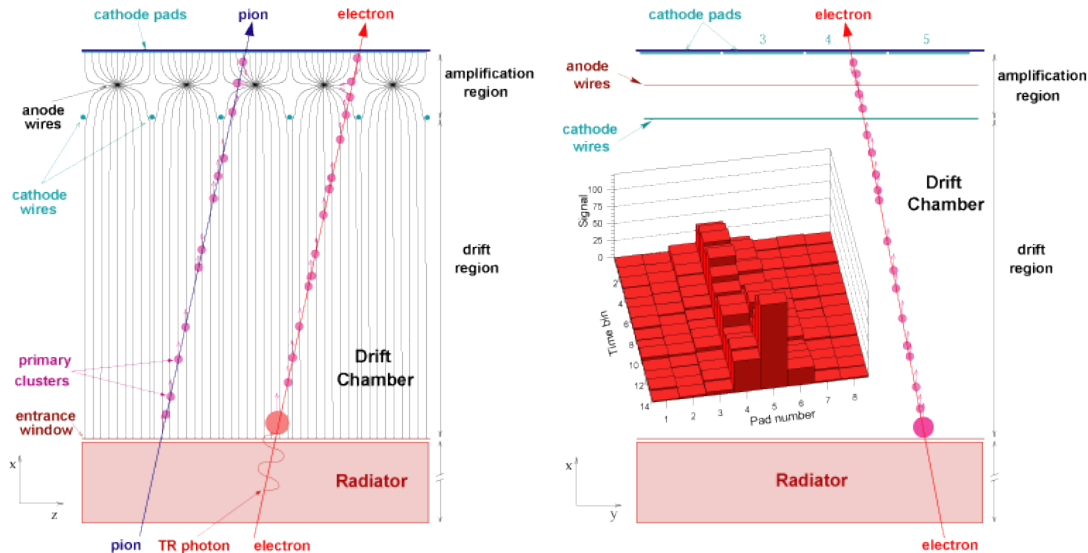 cathode pads
pion
electron
amplification
region
anode
wires
cathode
wires
drift
region
primary
clusters
Drift
Chamber
entrance
window
Radiator
x
z
pion
TR photon
electron
cathode pads
electron
3
4
5
anode
wires
amplification
region
cathode
wires
Drift
Chamber
Signal
100
75
50
25
0
drift
region
Time bin
2
4
6
8
10
12
14
1
2
3
4
5
6
7
8
Pad number
Radiator
x
y
electron